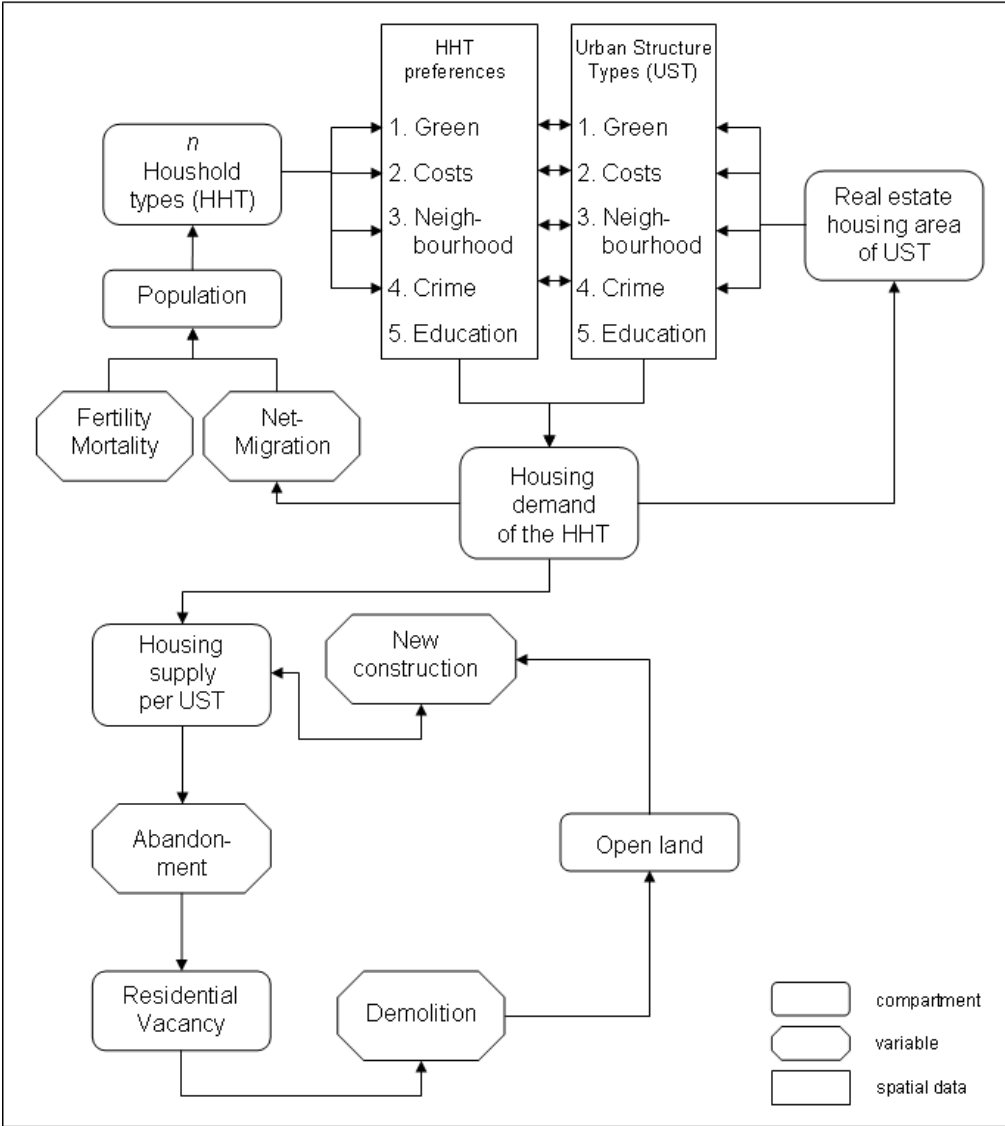 HHT
preferences
1. Green
2. Costs
3. Neigh-
bourhood
4. Crime
5. Education
Urban Structure
Types (UST)
1. Green
2. Costs
3. Neigh-
bourhood
4. Crime
5. Education
n
Houshold
types (HHT)
Real estate
housing area
of UST
Population
Fertility
Mortality
Net-
Migration
Housing
demand
of the HHT
Housing
supply
per UST
New
construction
Abandon-
ment
Open land
Residential
Vacancy
Demolition
compartment
variable
spatial data